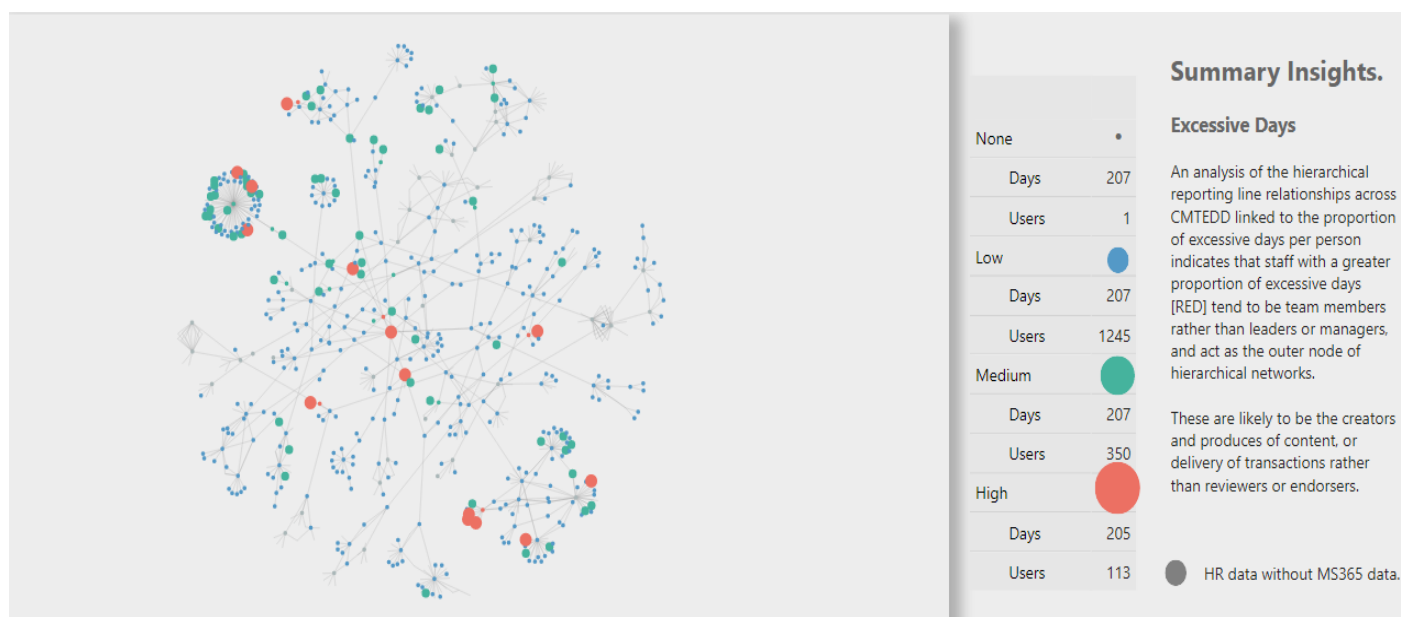 None
Days 207
Users 1
Low
Days 207
Users 1245
Medium
Days 207
Users 350
High
Days 205
Users 113
Summary Insights.
Excessive Days
An analysis of the hierarchical
reporting line relationships across
CMTEDD linked to the proportion
of excessive days per person
indicates that staff with a greater
proportion of excessive days
[RED] tend to be team members
rather than leaders or managers,
and act as the outer node of
hierarchical networks.
These are likely to be the creators
and produces of content, or
delivery of transactions rather
than reviewers or endorsers.
HR data without MS365 data.